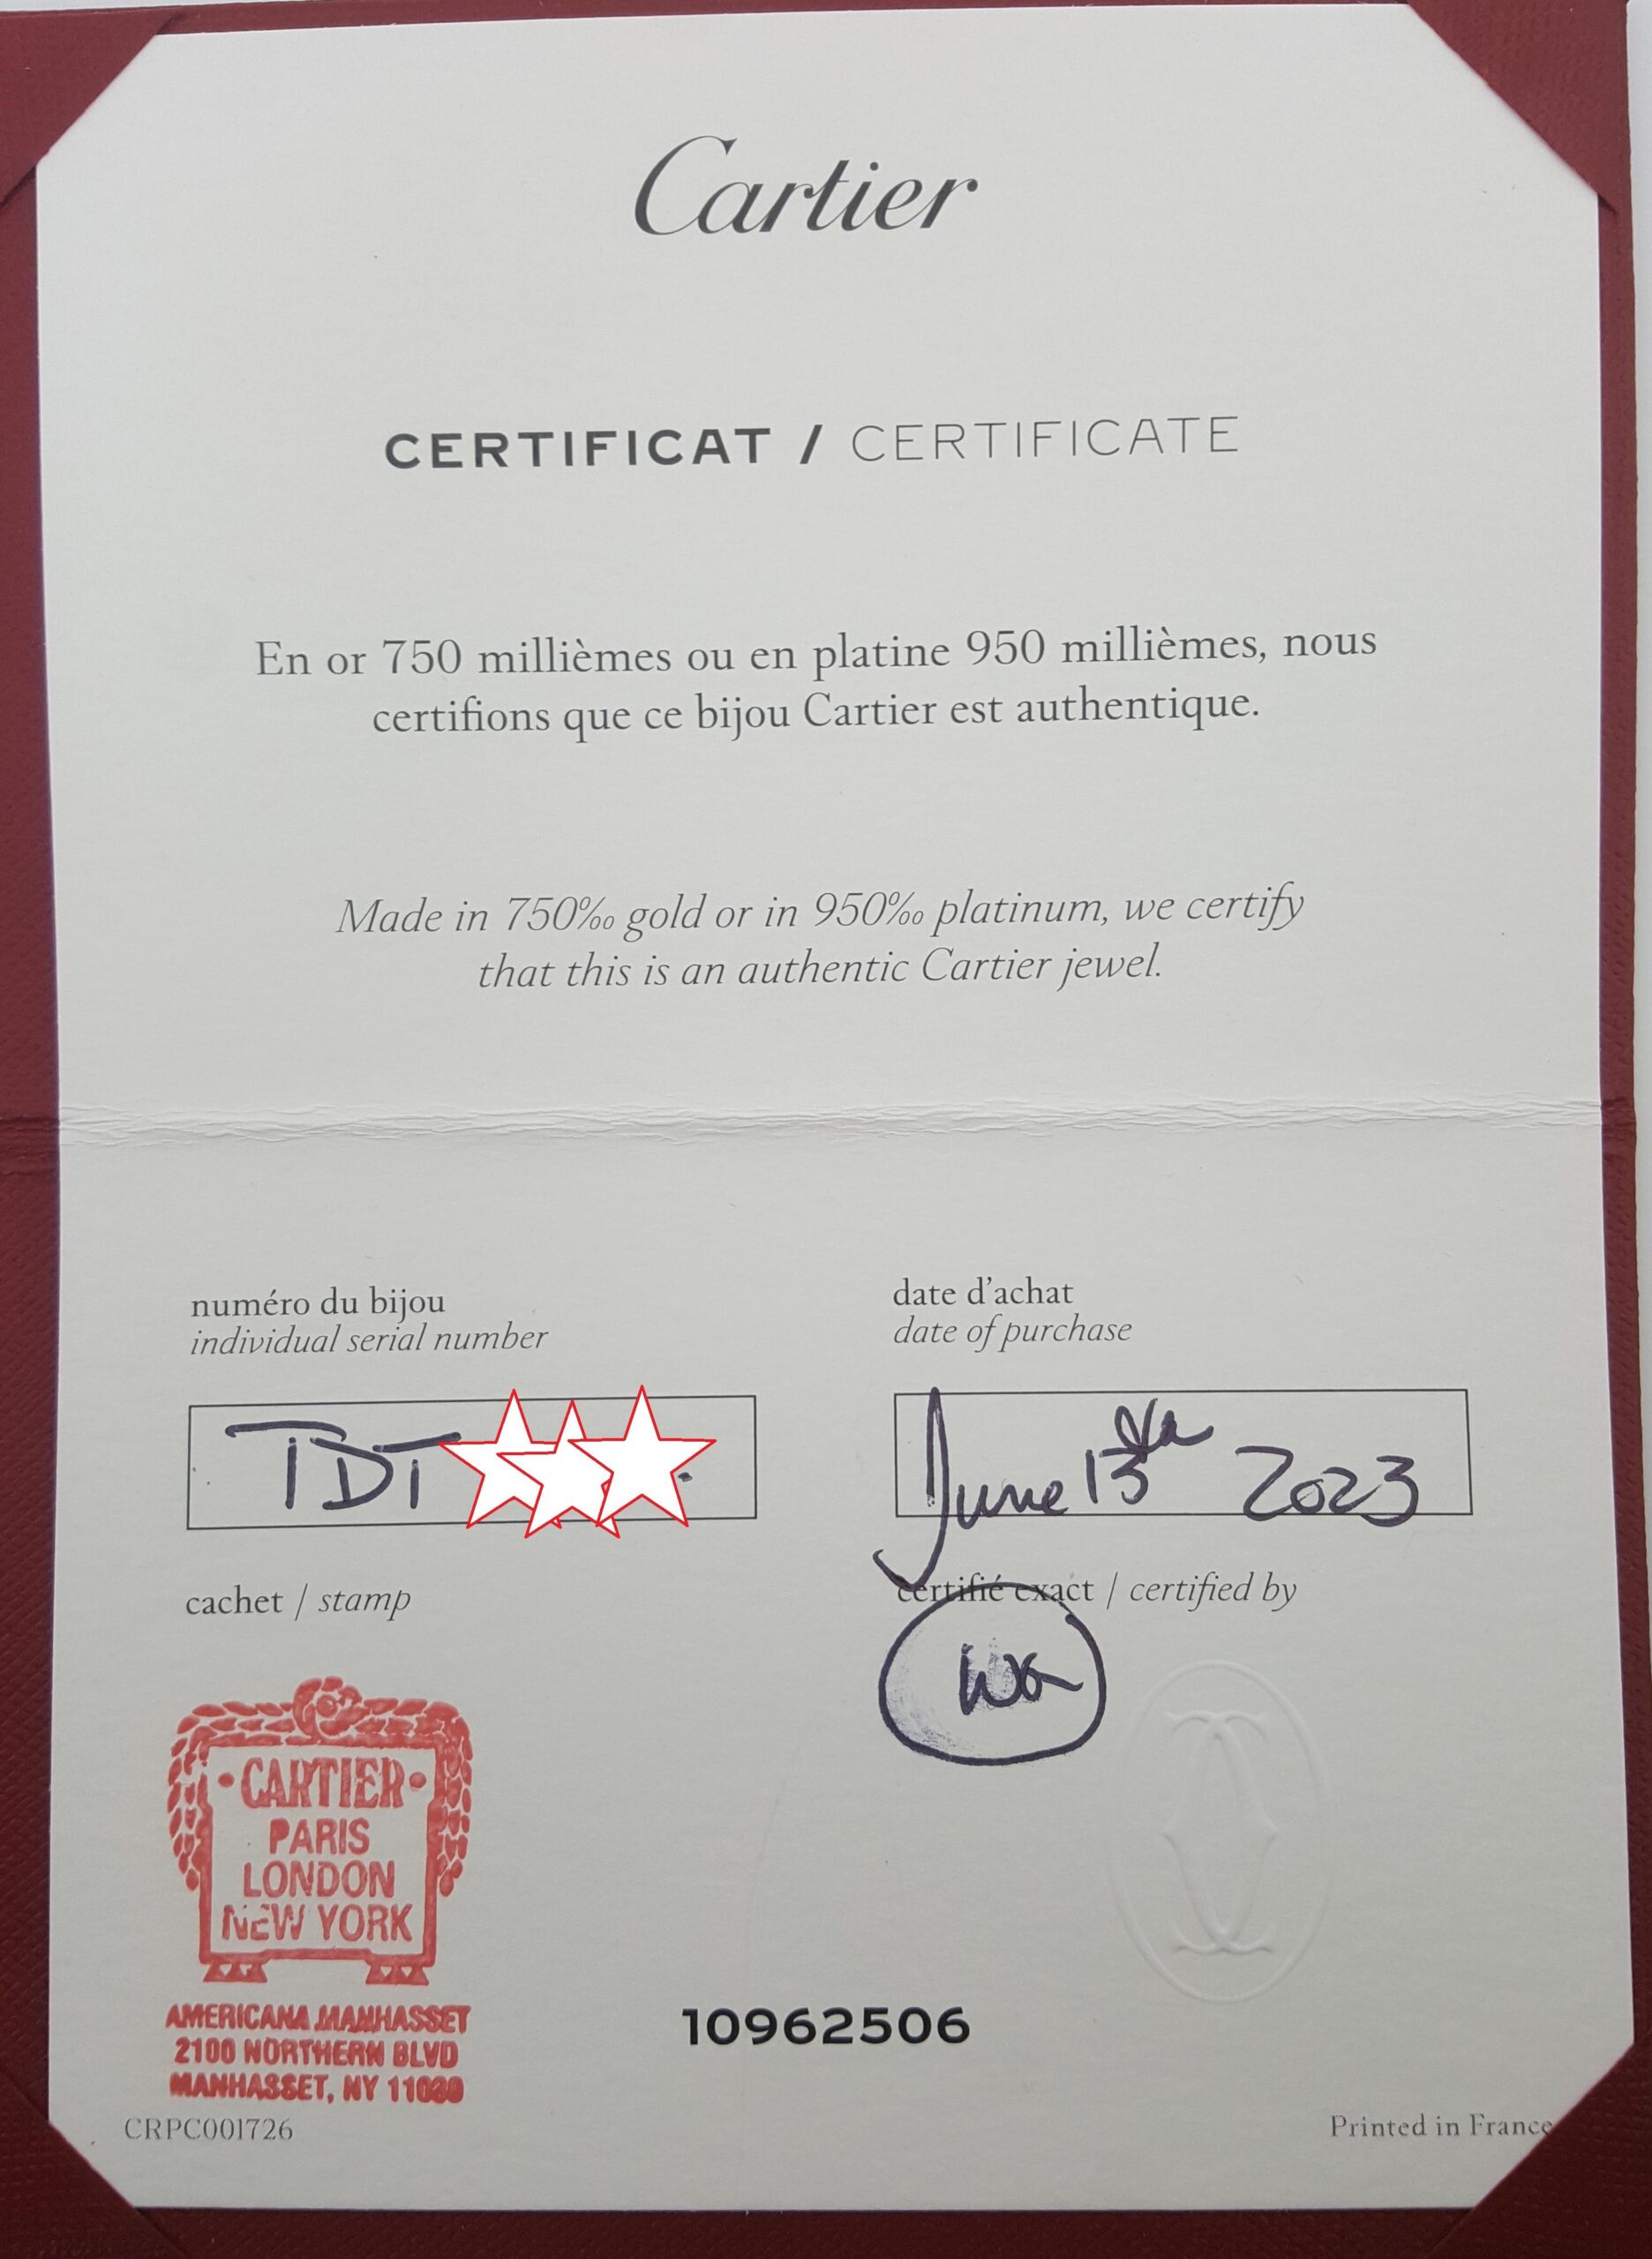 Cartier
CERTIFICAT / CERTIFICATE
En or 750 millièmes ou en platine 950 millièmes, nous
certifions que ce bijou Cartier est authentique.
Made in 750‰ gold or in 950‰ platinum, we certify
that this is an authentic Cartier jewel.
numéro du bijou
individual serial number
TDT
date d'achat
date of purchase
June 13th 2023
cachet / stamp
certifié exact / certified by
•CARTIER•
PARIS
LONDON
NEW YORK
AMERICANA MANHASSET
2100 NORTHERN BLVD
MANHASSET, NY 11030
10962506
CRPC001726
Printed in France